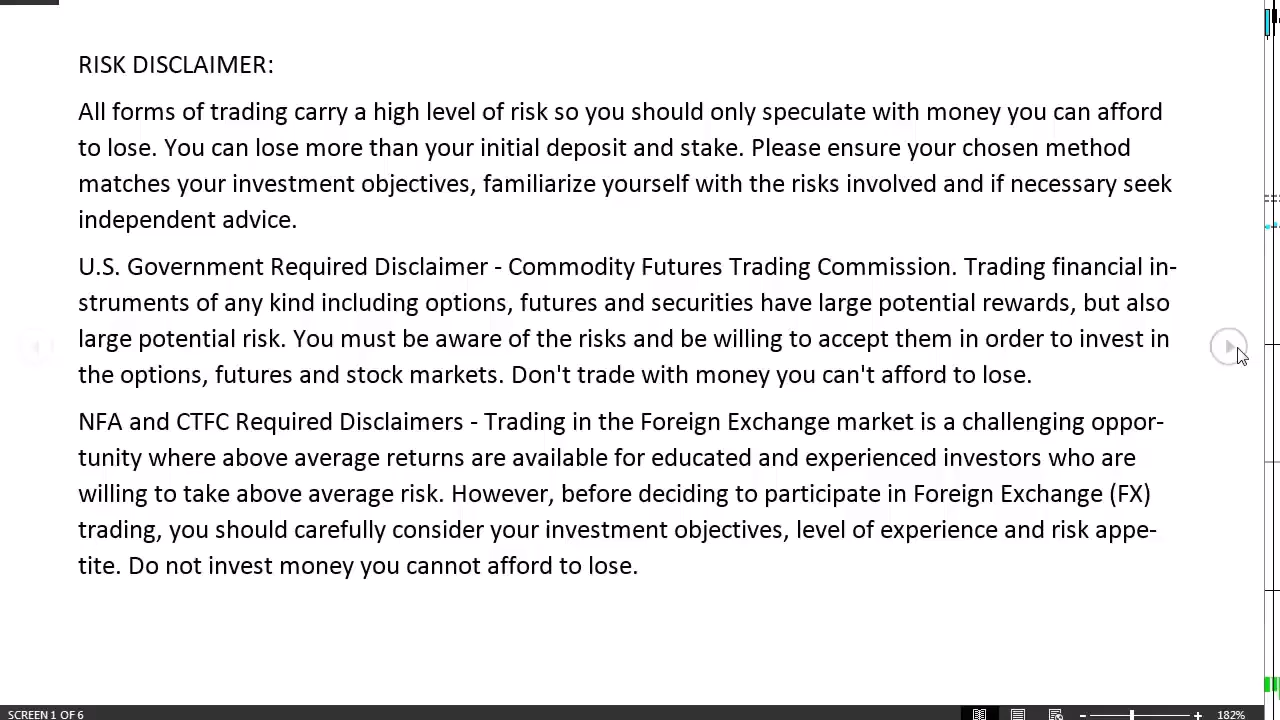 RISK DISCLAIMER:
All forms of trading carry a high level of risk so you should only speculate with money you can afford
to lose. You can lose more than your initial deposit and stake. Please ensure your chosen method
matches your investment objectives, familiarize yourself with the risks involved and if necessary seek
independent advice.
U.S. Government Required Disclaimer - Commodity Futures Trading Commission. Trading financial in-
struments of any kind including options, futures and securities have large potential rewards, but also
large potential risk. You must be aware of the risks and be willing to accept them in order to invest in
the options, futures and stock markets. Don't trade with money you can't afford to lose.
NFA and CTFC Required Disclaimers - Trading in the Foreign Exchange market is a challenging oppor-
tunity where above average returns are available for educated and experienced investors who are
willing to take above average risk. However, before deciding to participate in Foreign Exchange (FX)
trading, you should carefully consider your investment objectives, level of experience and risk appe-
tite. Do not invest money you cannot afford to lose.
SCREEN 1 OF 6
182%